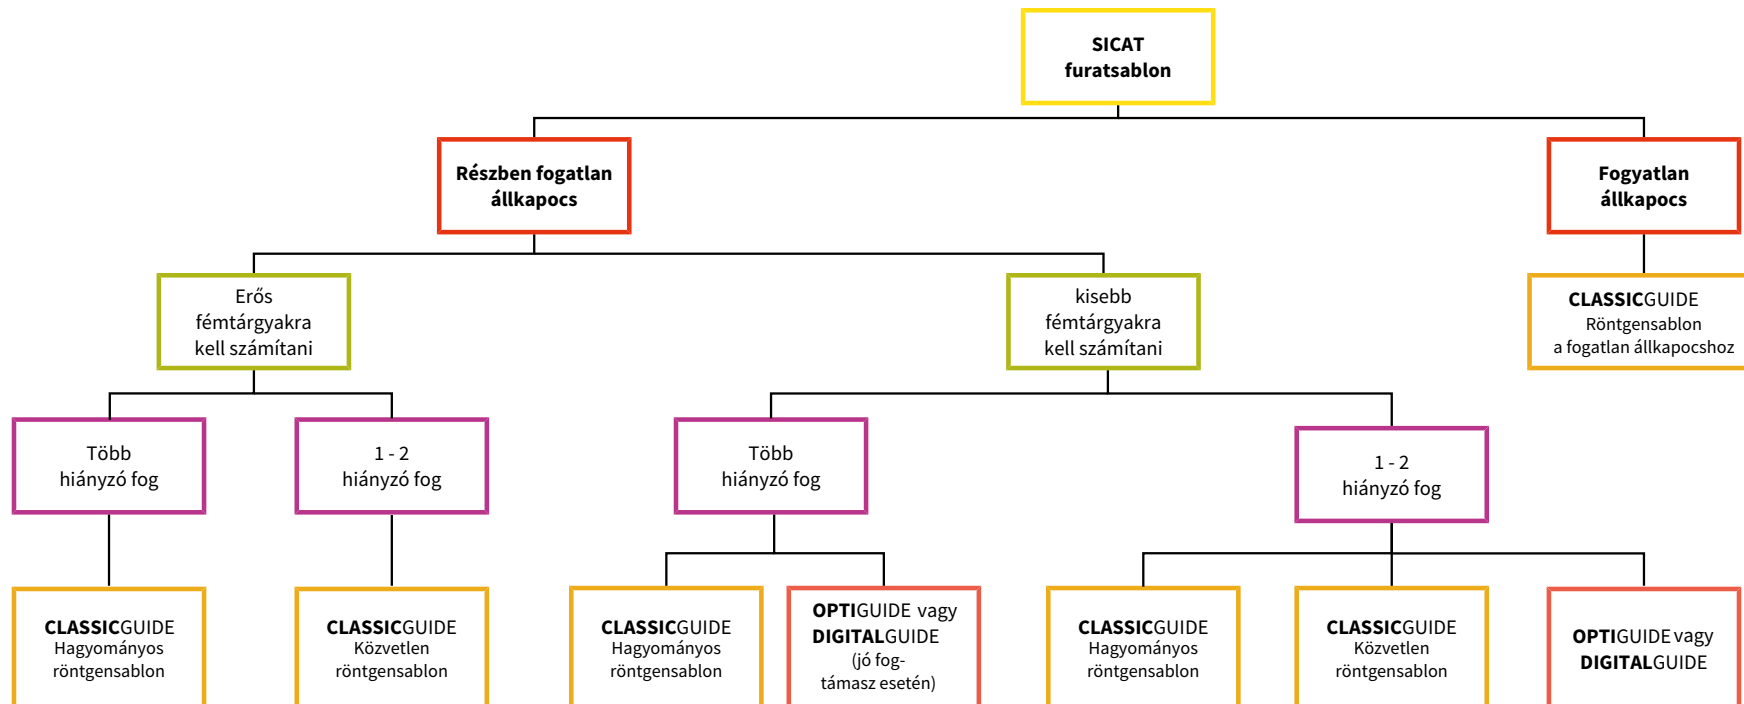 SICAT
furatsablon
Részben fogatlan
állkapocs
Fogyatlan
állkapocs
Erős
fémtárgyakra
kell számítani
kisebb
fémtárgyakra
kell számítani
CLASSICGUIDE
Röntgensablon
a fogatlan állkapocshoz
Több
hiányzó fog
1 - 2
hiányzó fog
Több
hiányzó fog
1 - 2
hiányzó fog
CLASSICGUIDE
Hagyományos
röntgensablon
CLASSICGUIDE
Közvetlen
röntgensablon
CLASSICGUIDE
Hagyományos
röntgensablon
OPTIGUIDE vagy
DIGITALGUIDE
(jó fog-
támasz esetén)
CLASSICGUIDE
Hagyományos
röntgensablon
CLASSICGUIDE
Közvetlen
röntgensablon
OPTIGUIDE vagy
DIGITALGUIDE